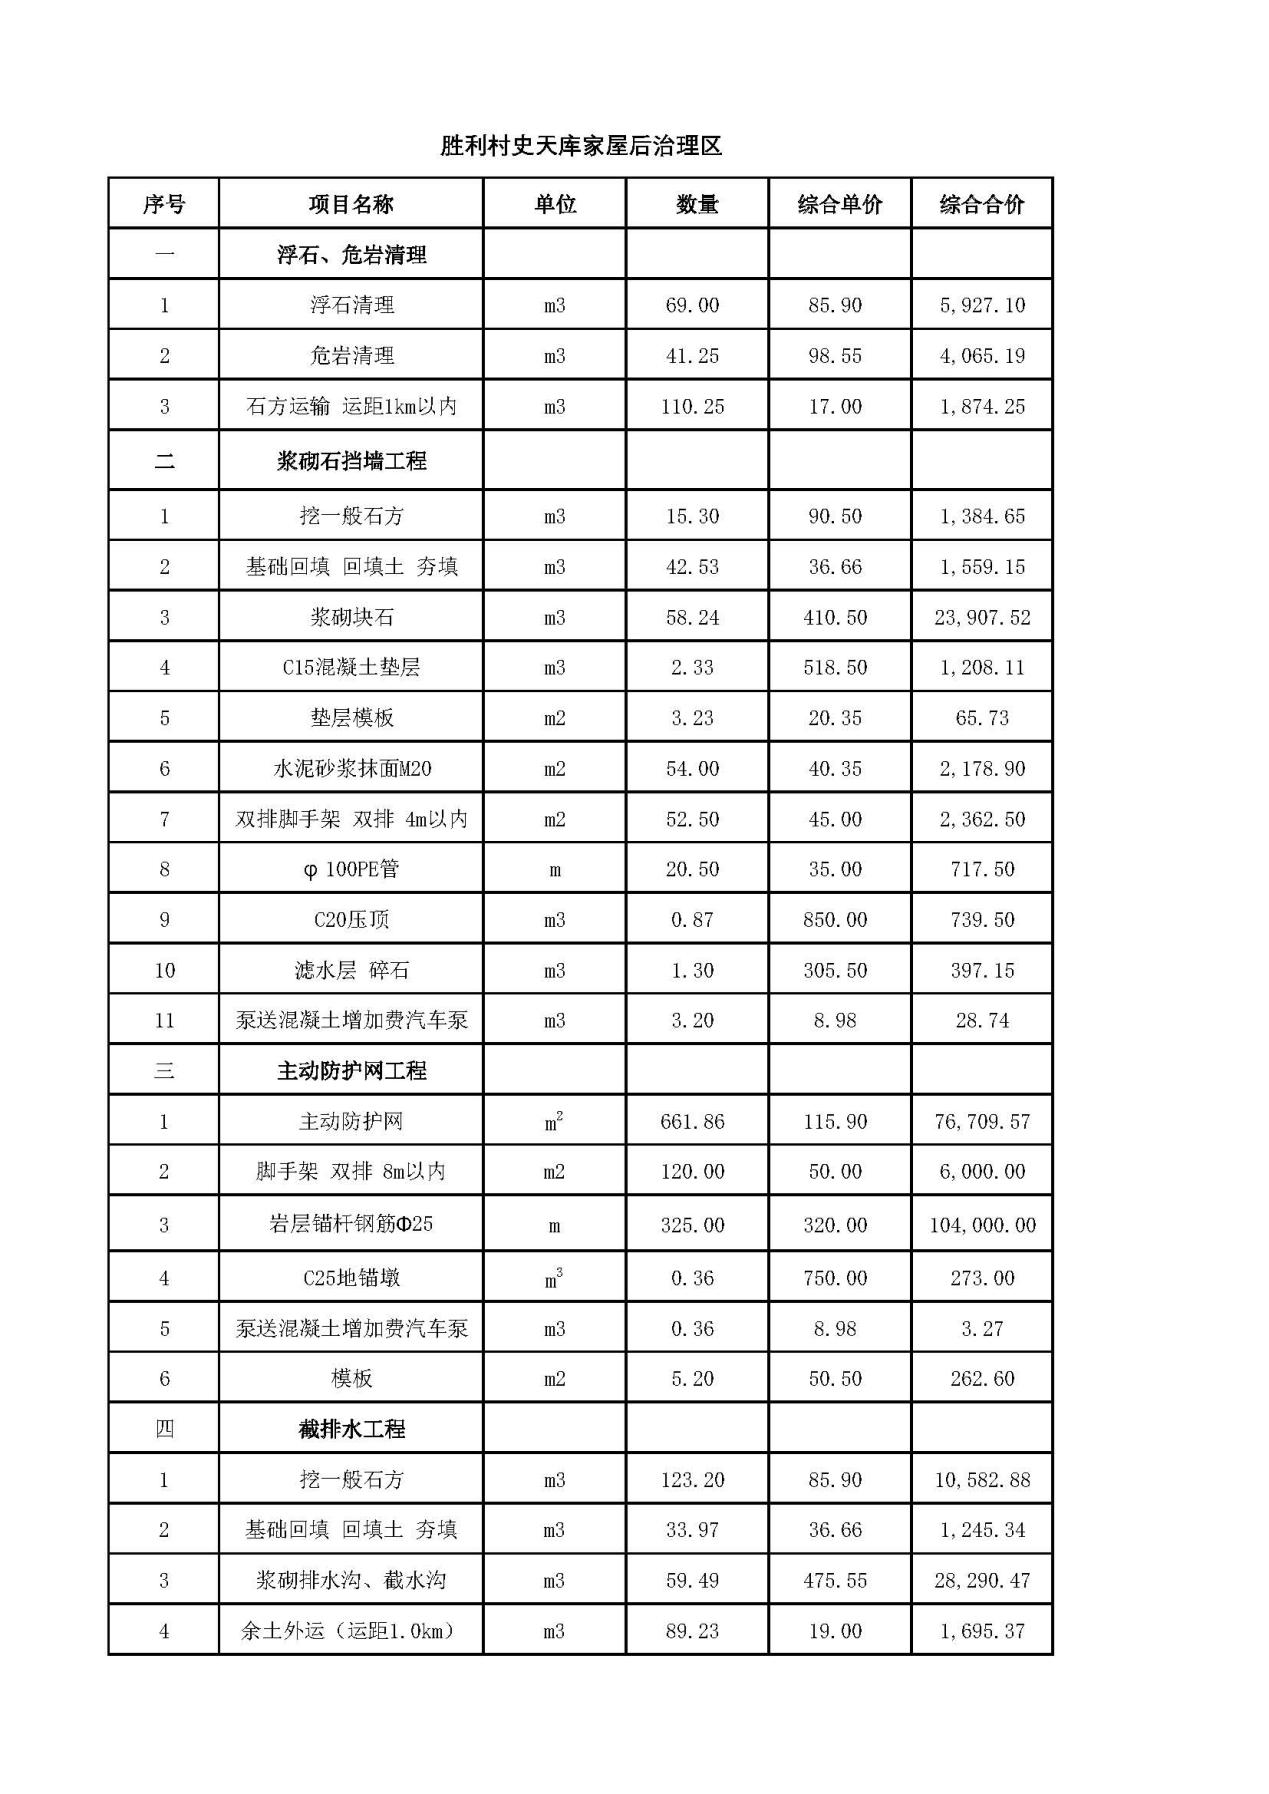 胜利村史天库家屋后治理区
序号 项目名称 单位 数量 综合单价 综合合价
一 浮石、危岩清理
1 浮石清理 m3 69.00 85.90 5,927.10
2 危岩清理 m3 41.25 98.55 4,065.19
3 石方运输 运距1km以内 m3 110.25 17.00 1,874.25
二 浆砌石挡墙工程
1 挖一般石方 m3 15.30 90.50 1,384.65
2 基础回填 回填土 夯填 m3 42.53 36.66 1,559.15
3 浆砌块石 m3 58.24 410.50 23,907.52
4 C15混凝土垫层 m3 2.33 518.50 1,208.11
5 垫层模板 m2 3.23 20.35 65.73
6 水泥砂浆抹面M20 m2 54.00 40.35 2,178.90
7 双排脚手架 双排 4m以内 m2 52.50 45.00 2,362.50
8 φ 100PE管 m 20.50 35.00 717.50
9 C20压顶 m3 0.87 850.00 739.50
10 滤水层 碎石 m3 1.30 305.50 397.15
11 泵送混凝土增加费汽车泵 m3 3.20 8.98 28.74
三 主动防护网工程
1 主动防护网 m² 661.86 115.90 76,709.57
2 脚手架 双排 8m以内 m2 120.00 50.00 6,000.00
3 岩层锚杆钢筋Φ25 m 325.00 320.00 104,000.00
4 C25地锚墩 m³ 0.36 750.00 273.00
5 泵送混凝土增加费汽车泵 m3 0.36 8.98 3.27
6 模板 m2 5.20 50.50 262.60
四 截排水工程
1 挖一般石方 m3 123.20 85.90 10,582.88
2 基础回填 回填土 夯填 m3 33.97 36.66 1,245.34
3 浆砌排水沟、截水沟 m3 59.49 475.55 28,290.47
4 余土外运（运距1.0km） m3 89.23 19.00 1,695.37